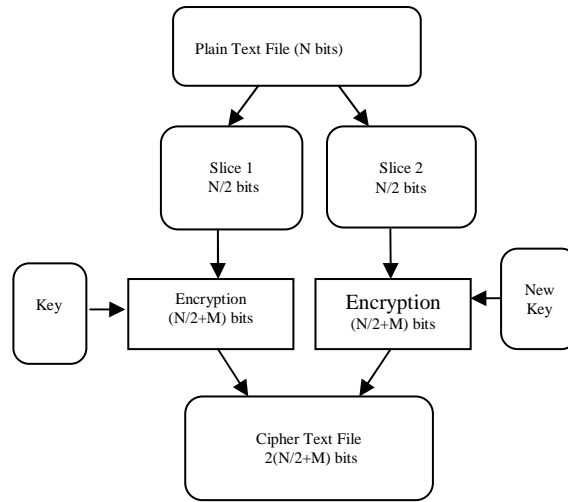 Plain Text File (N bits)
Slice 1
N/2 bits
Slice 2
N/2 bits
Key
Encryption
(N/2+M) bits
Encryption
(N/2+M) bits
New
Key
Cipher Text File
2(N/2+M) bits